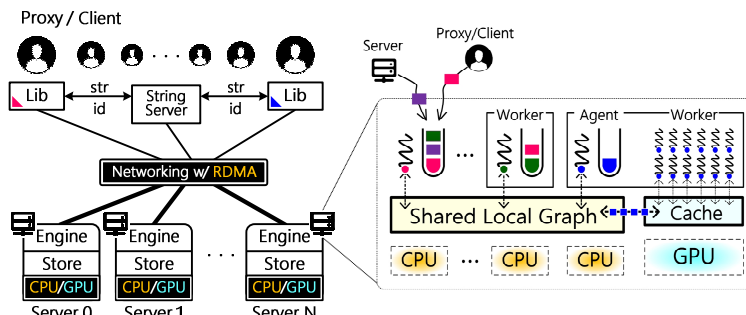 Proxy / Client
Lib
str
id
String
Server
str
id
Lib
Networking w/ RDMA
Engine
Store
CPU/GPU
Server 0
Engine
Store
CPU/GPU
Server 1
. . .
Engine
Store
CPU/GPU
Server N
Server
Proxy/Client
Worker
Agent
Worker
...
Shared Local Graph
Cache
CPU
...
CPU
CPU
GPU